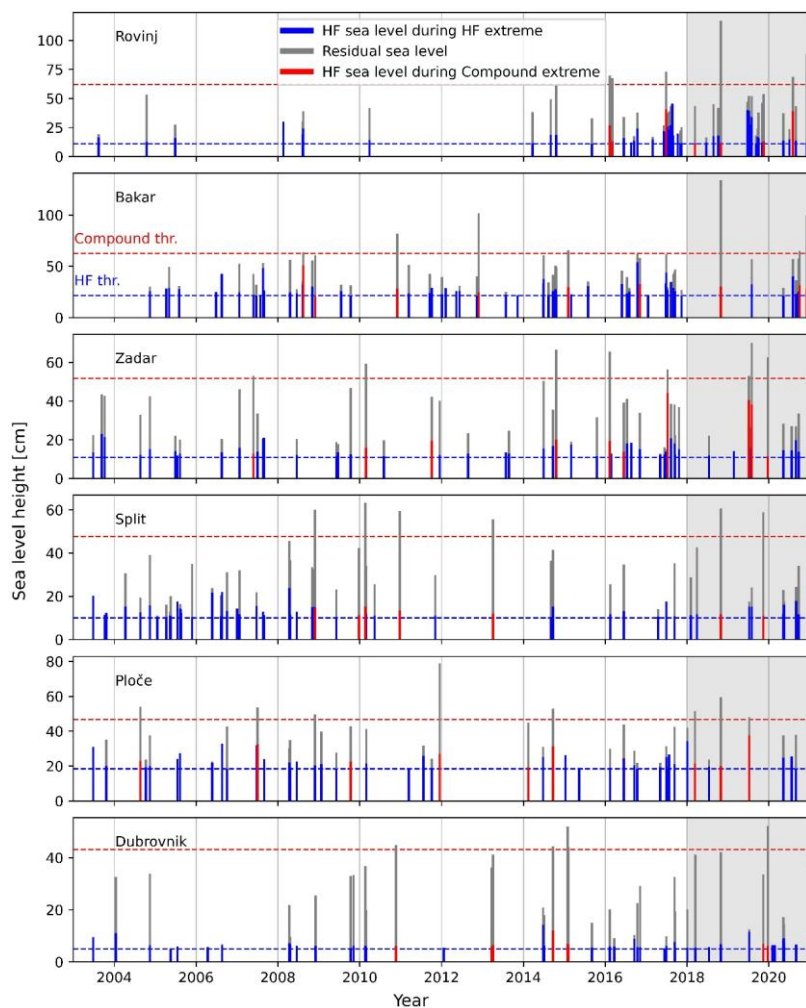 Rovinj
HF sea level during HF extreme
Residual sea level
HF sea level during Compound extreme
100
75
50
25
0
Bakar
Compound thr.
HF thr.
100
50
0
Zadar
60
40
20
0
Sea level height [cm]
Split
60
40
20
0
Ploče
80
60
40
20
0
Dubrovnik
40
20
0
2004
2006
2008
2010
2012
2014
2016
2018
2020
Year